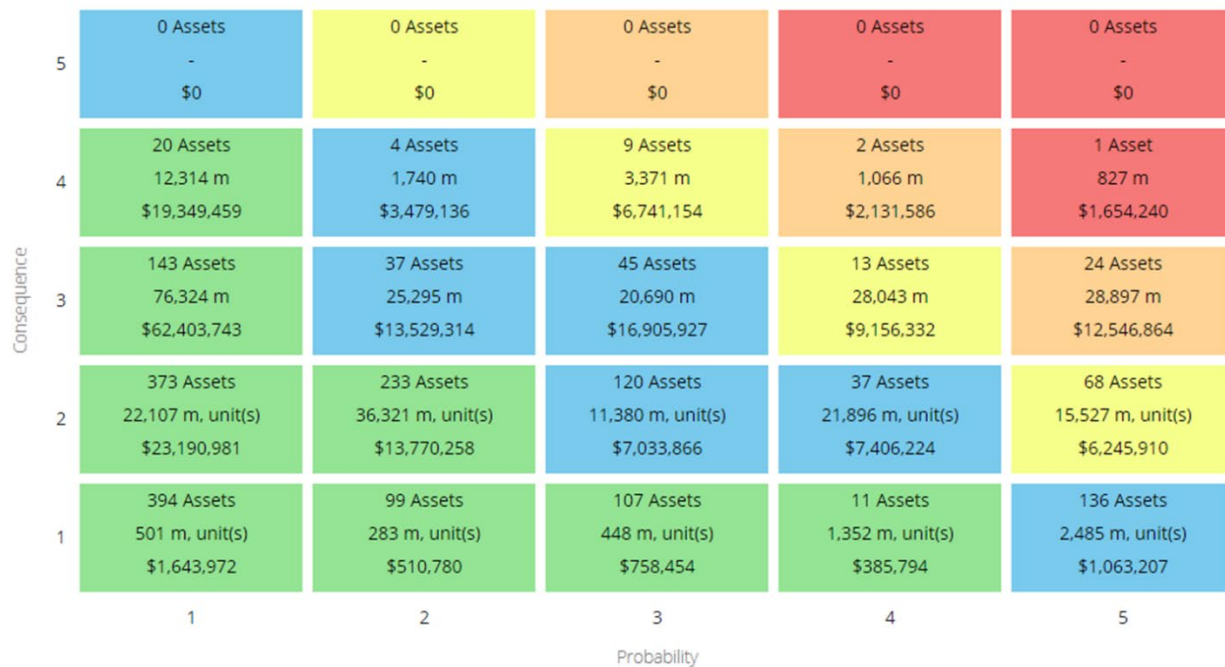 0 Assets
-
$0
0 Assets
-
$0
0 Assets
-
$0
0 Assets
-
$0
0 Assets
-
$0
5
20 Assets
12,314 m
$19,349,459
4 Assets
1,740 m
$3,479,136
9 Assets
3,371 m
$6,741,154
2 Assets
1,066 m
$2,131,586
1 Asset
827 m
$1,654,240
4
143 Assets
76,324 m
$62,403,743
37 Assets
25,295 m
$13,529,314
45 Assets
20,690 m
$16,905,927
13 Assets
28,043 m
$9,156,332
24 Assets
28,897 m
$12,546,864
3
373 Assets
22,107 m, unit(s)
$23,190,981
233 Assets
36,321 m, unit(s)
$13,770,258
120 Assets
11,380 m, unit(s)
$7,033,866
37 Assets
21,896 m, unit(s)
$7,406,224
68 Assets
15,527 m, unit(s)
$6,245,910
2
394 Assets
501 m, unit(s)
$1,643,972
99 Assets
283 m, unit(s)
$510,780
107 Assets
448 m, unit(s)
$758,454
11 Assets
1,352 m, unit(s)
$385,794
136 Assets
2,485 m, unit(s)
$1,063,207
1
Consequence
1
2
3
4
5
Probability